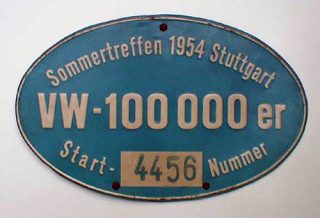 Sommertreffen 1954 Stuttgart
VW-100 000 er
Start- 4456 Nummer